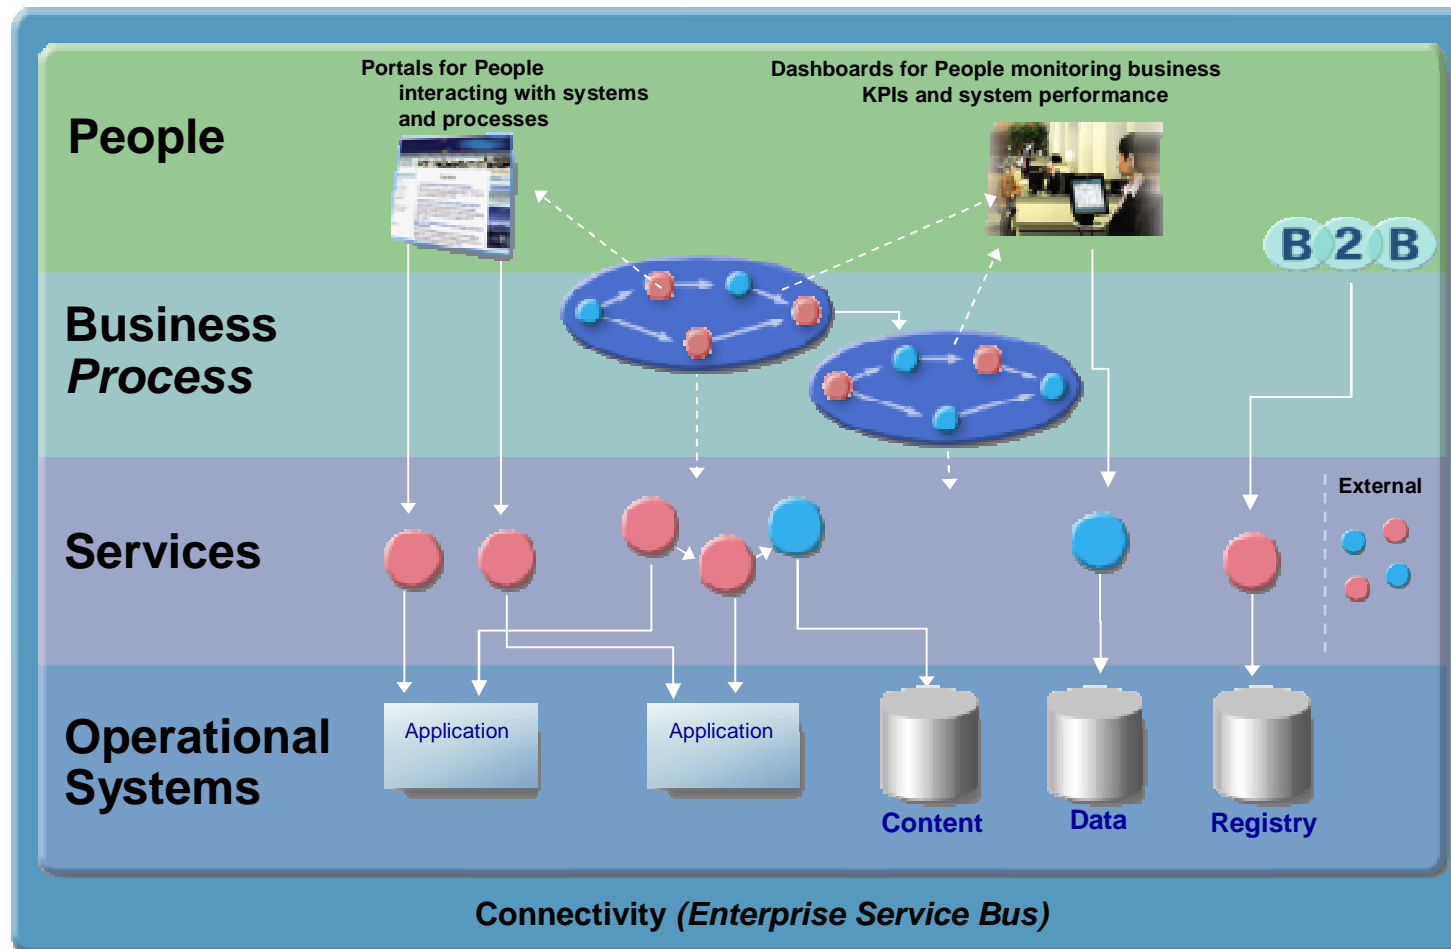 Portals for People
interacting with systems
and processes
Dashboards for People monitoring business
KPIs and system performance
People
B2B
Business
Process
External
Services
Application
Application
Operational
Systems
Content
Data
Registry
Connectivity (Enterprise Service Bus)